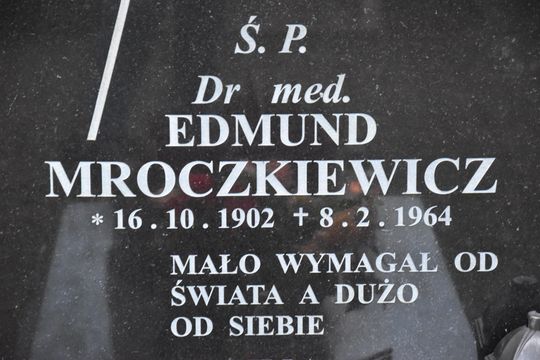 Ś. P.
Dr med.
EDMUND
MROCZKIEWICZ
* 16.10.1902 ✝ 8.2.1964
MAŁO WYMAGAŁ OD
ŚWIATA A DUŻO
OD SIEBIE